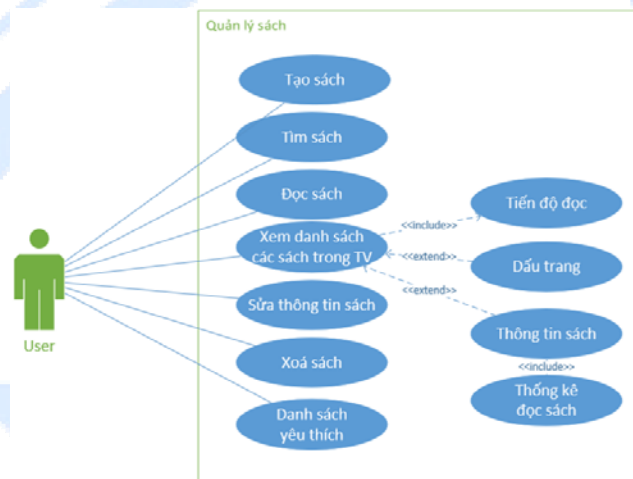 Quản lý sách
Tạo sách
Tìm sách
Đọc sách
Xem danh sách
các sách trong TV
Sửa thông tin sách
Xoá sách
Danh sách
yêu thích
User
<<include>>
<<extend>>
<<extend>>
Tiến độ đọc
Dấu trang
Thông tin sách
<<include>>
Thống kê
đọc sách